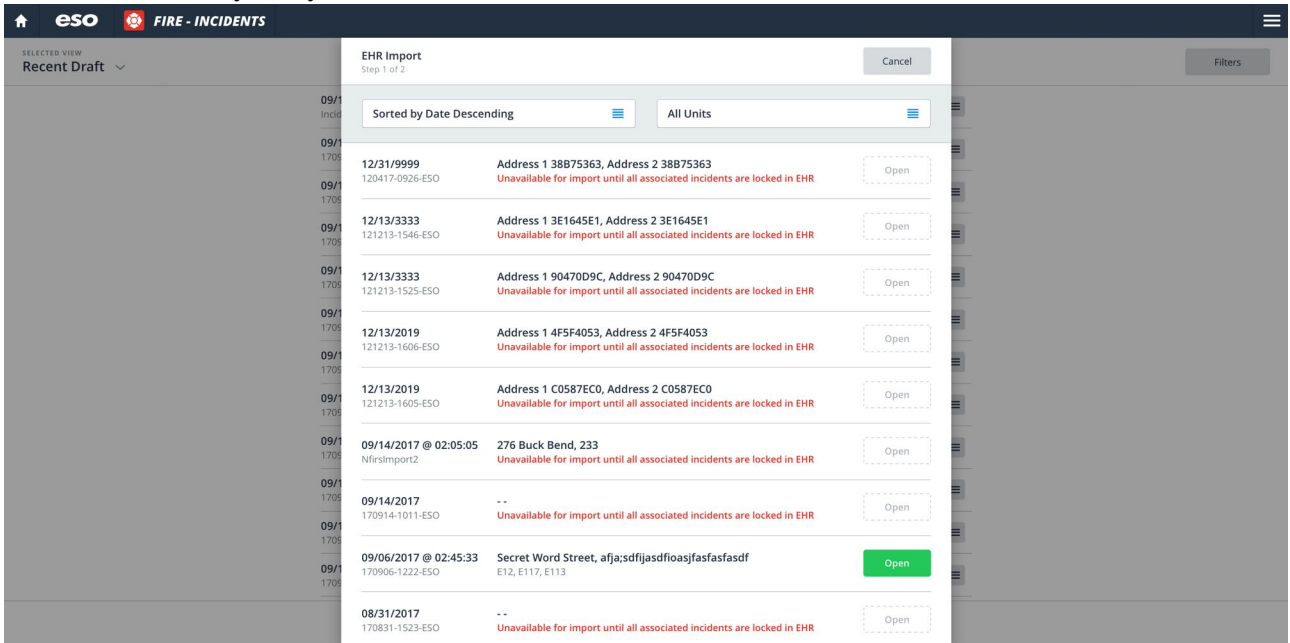 eso FIRE - INCIDENTS
SELECTED VIEW
Recent Draft
Filters
EHR Import
Step 1 of 2
Cancel
Sorted by Date Descending
All Units
12/31/9999 Address 1 38B75363, Address 2 38B75363
120417-0926-ESO Unavailable for import until all associated incidents are locked in EHR
Open
12/13/3333 Address 1 3E1645E1, Address 2 3E1645E1
121213-1546-ESO Unavailable for import until all associated incidents are locked in EHR
Open
12/13/3333 Address 1 90470D9C, Address 2 90470D9C
121213-1525-ESO Unavailable for import until all associated incidents are locked in EHR
Open
12/13/2019 Address 1 4F5F4053, Address 2 4F5F4053
121213-1606-ESO Unavailable for import until all associated incidents are locked in EHR
Open
12/13/2019 Address 1 C0587EC0, Address 2 C0587EC0
121213-1605-ESO Unavailable for import until all associated incidents are locked in EHR
Open
09/14/2017 @ 02:05:05 276 Buck Bend, 233
NfirsImport2 Unavailable for import until all associated incidents are locked in EHR
Open
09/14/2017 - -
170914-1011-ESO Unavailable for import until all associated incidents are locked in EHR
Open
09/06/2017 @ 02:45:33 Secret Word Street, afja;sdfijasdfioasjfasfasfasdf
170906-1222-ESO E12, E117, E113
Open
08/31/2017 - -
170831-1523-ESO Unavailable for import until all associated incidents are locked in EHR
Open